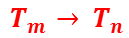 Tₘ → Tₙ